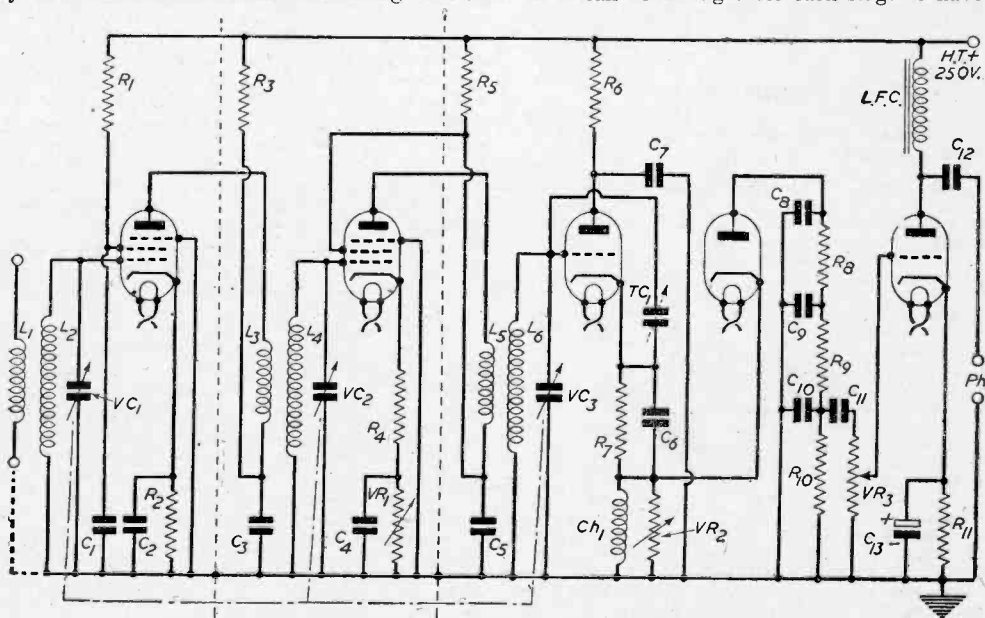 R1
R3
R5
R6
H.T.+
250V.
L.F.C.
C7
C12
C8
R8
TC1
L1
L2
L3
L4
L5
L6
C9
VC1
VC2
VC3
R9
R4
C10
C11
Ph
C6
R7
R10
VR3
R2
VR1
C1
C2
C3
C4
C5
Ch1
VR2
+
C13
-
R11